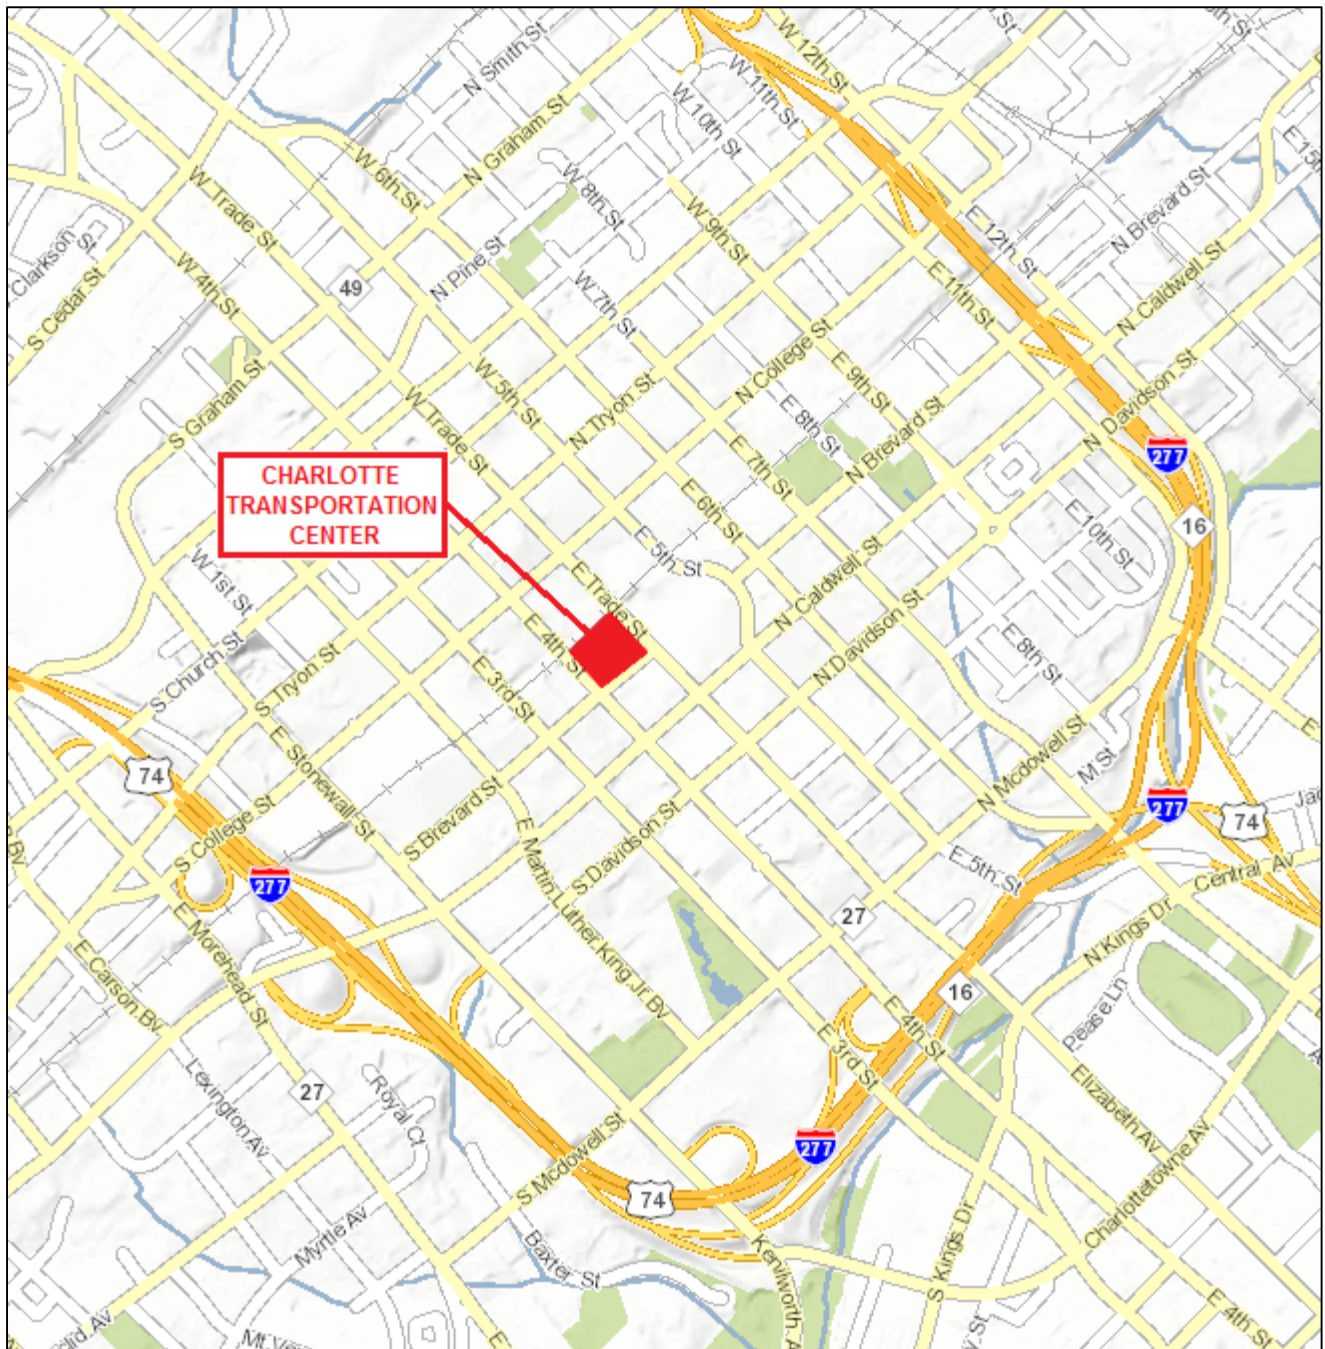 W 12th St
N Smith St
W 11th St
W 10th St
N Graham St
W 6th St
W 8th St
W Trade St
W 9th St
N Brevard St
E 12th St
N Pine St
W 4th St
49
W 7th St
E 11th St
N Caldwell St
S Cedar St
W 5th St
N College St
E 9th St
N Tryon St
W Trade St
S Graham St
E 8th St
N Brevard St
N Davidson St
E 7th St
277
CHARLOTTE
TRANSPORTATION
CENTER
E 6th St
16
E 10th St
E 5th St
N Caldwell St
W 1st St
E Trade St
E 4th St
N Davidson St
E 8th St
S Church St
S Tryon St
E 3rd St
E Stonewall St
N Mcdowell St
M St
74
277
74
S College St
S Brevard St
E Martin Luther King Jr Bv
S Davidson St
E 5th St
Central Av
277
27
E Morehead St
E Carson Bv
N Kings Dr
16
Pease Ln
E 4th St
E 3rd St
Elizabeth Av
27
Lexington Av
Royal Ct
277
S Mcdowell St
74
Charlottetowne Av
Myrtle Av
Baxter St
Kenilworth A
S Kings Dr
E 4th St